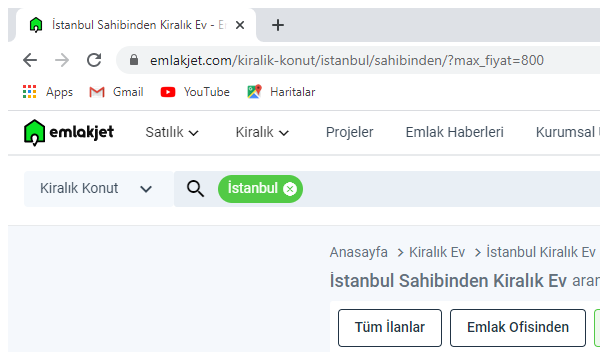 İstanbul Sahibinden Kiralık Ev - E
emlakjet.com/kiralik-konut/istanbul/sahibinden/?max_fiyat=800
Apps Gmail YouTube Haritalar
emlakjet Satılık Kiralık Projeler Emlak Haberleri Kurumsal
Kiralık Konut İstanbul
Anasayfa > Kiralık Ev > İstanbul Kiralık Ev
İstanbul Sahibinden Kiralık Ev aran
Tüm İlanlar Emlak Ofisinden